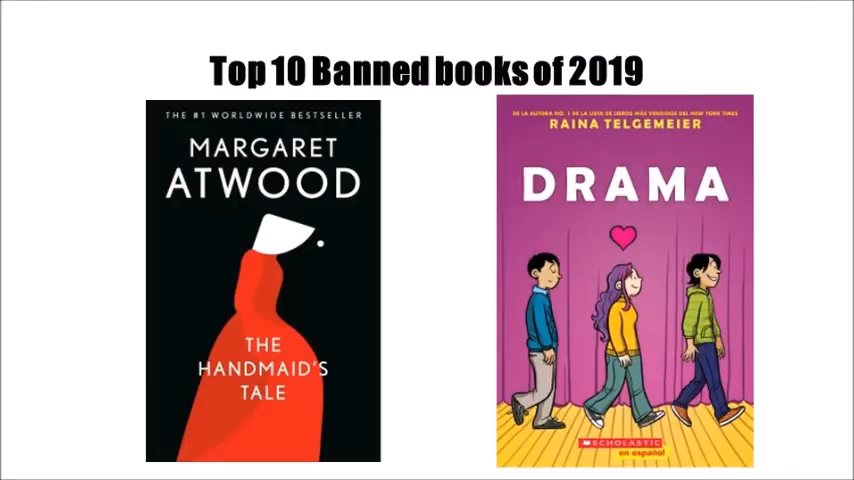 Top 10 Banned books of 2019
THE #1 WORLDWIDE BESTSELLER
MARGARET
ATWOOD
THE
HANDMAID'S
TALE
DE LA AUTORA NO. 1 DE LA LISTA DE LIBROS MÁS VENDIDOS DEL NEW YORK TIMES
RAINA TELGEMEIER
DRAMA
SCHOLASTIC
en español